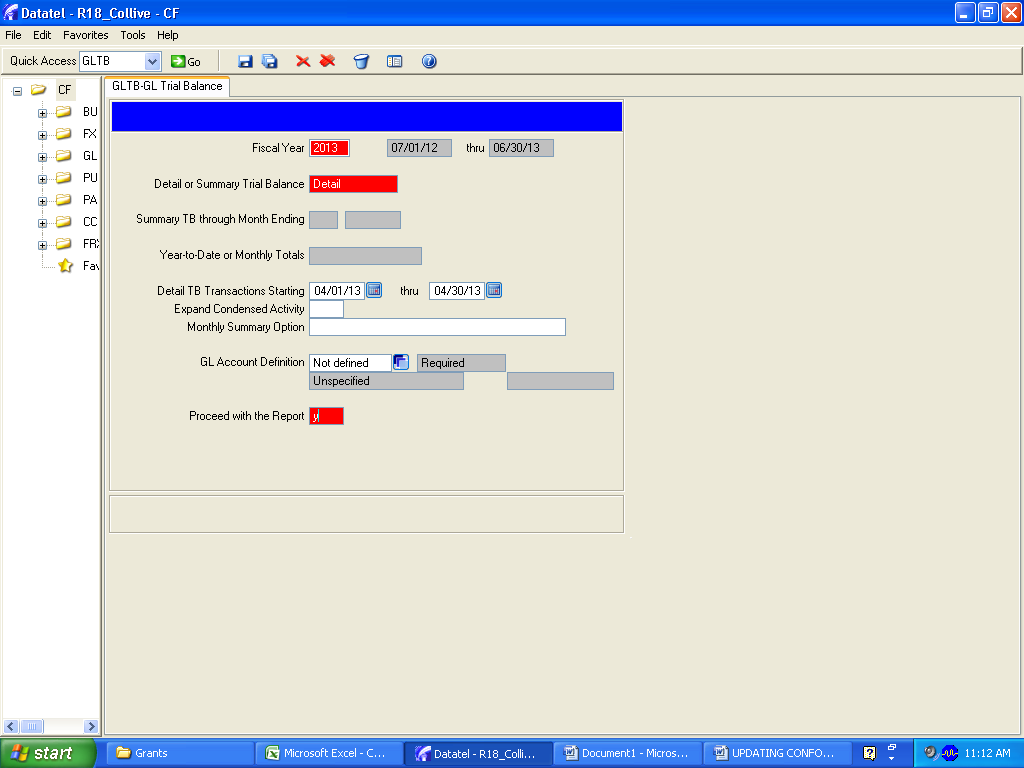 Datatel - R18_Collive - CF
File Edit Favorites Tools Help
Quick Access GLTB Go
CF
BU
FX
GL
PU
PA
CC
FRX
Fav
GLTB-GL Trial Balance
Fiscal Year 2013 07/01/12 thru 06/30/13
Detail or Summary Trial Balance Detail
Summary TB through Month Ending
Year-to-Date or Monthly Totals
Detail TB Transactions Starting 04/01/13 thru 04/30/13
Expand Condensed Activity
Monthly Summary Option
GL Account Definition Not defined Required
Unspecified
Proceed with the Report y
start Grants Microsoft Excel - C... Datatel - R18_Colli... Document1 - Micros... UPDATING CONFO... 11:12 AM